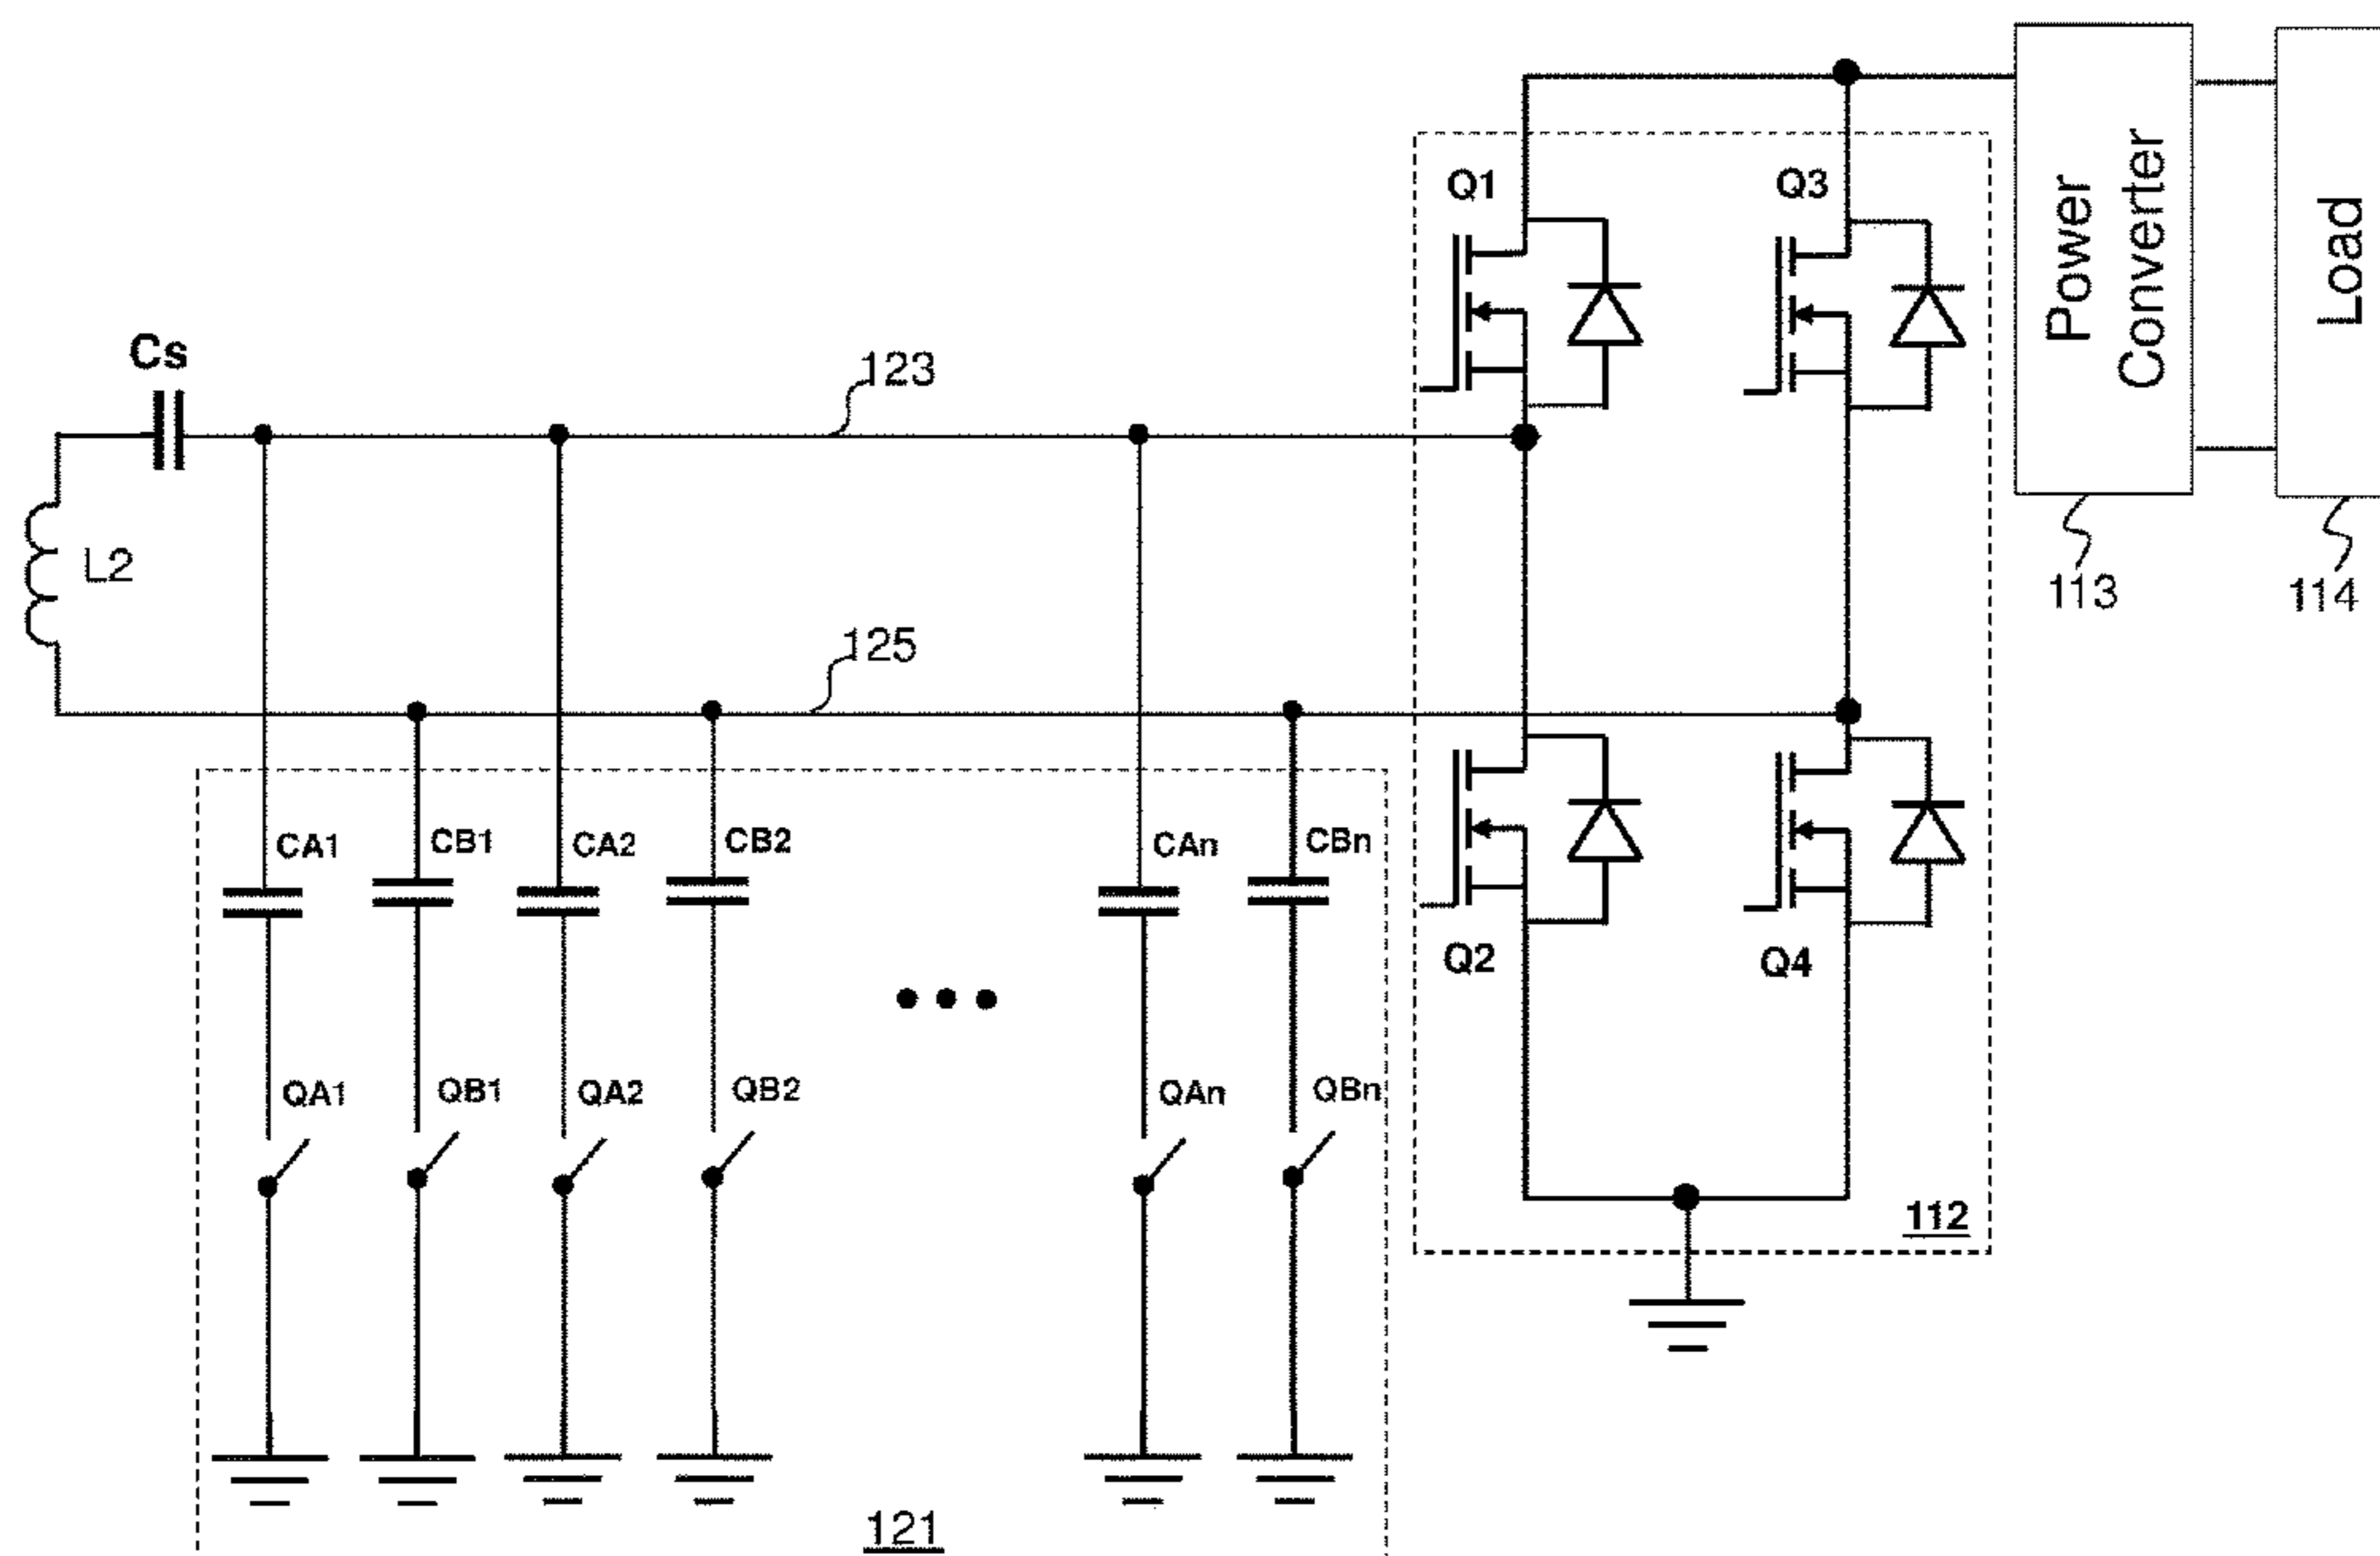 Q1
Q3
Power
Converter
Load
Cs
123
L2
125
113
114
CA1
CB1
CA2
CB2
CAn
CBn
Q2
Q4
QA1
QB1
QA2
QB2
QAn
QBn
112
121